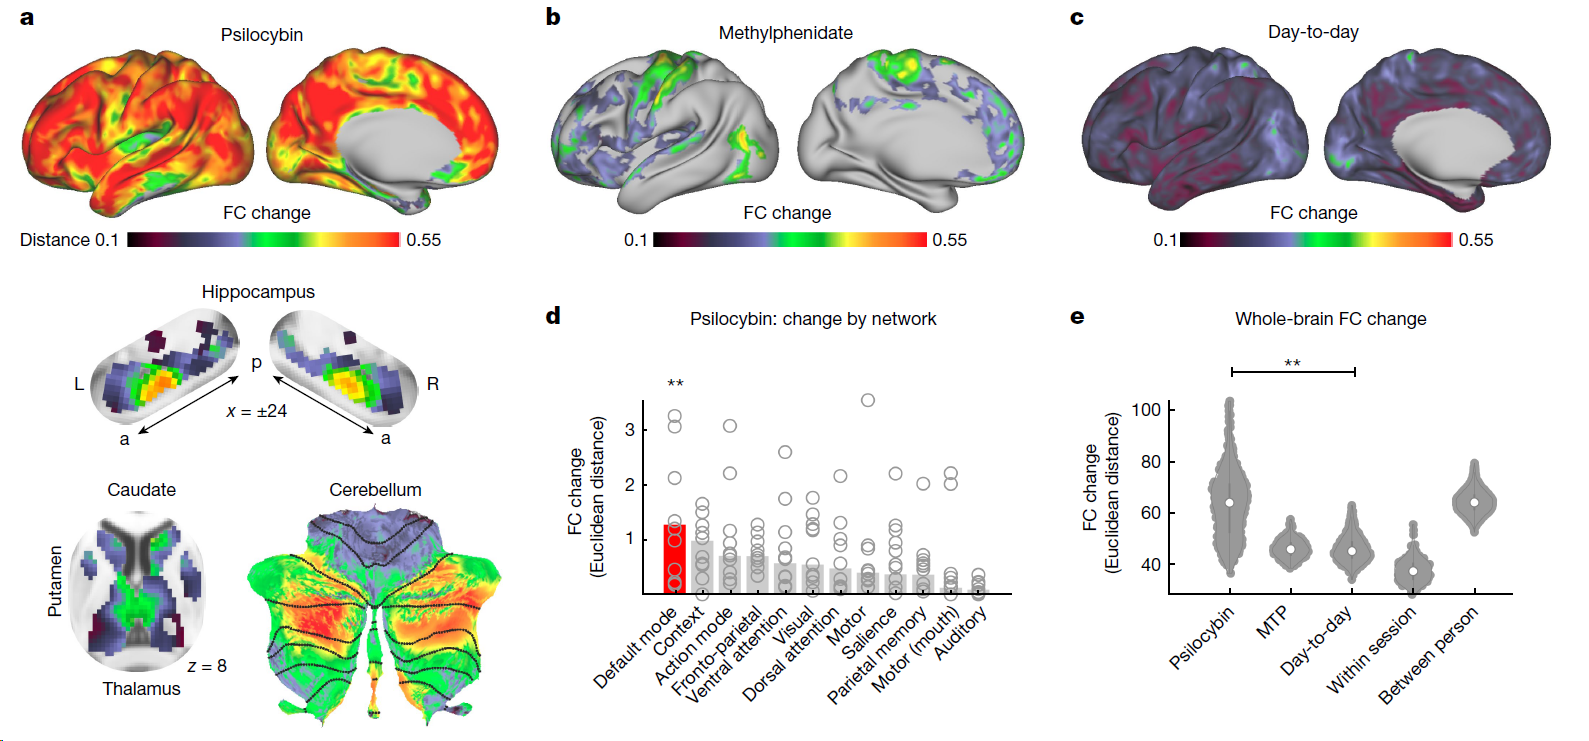 a
Psilocybin
FC change
Distance 0.1
0.55
Hippocampus
L
p
R
x = ±24
a
a
Caudate
Cerebellum
Putamen
z = 8
Thalamus
b
Methylphenidate
FC change
0.1
0.55
c
Day-to-day
FC change
0.1
0.55
d
Psilocybin: change by network
**
FC change
(Euclidean distance)
3
2
1
Default mode
Context
Action mode
Fronto-parietal
Ventral attention
Visual
Dorsal attention
Motor
Salience
Parietal memory
Motor (mouth)
Auditory
e
Whole-brain FC change
**
FC change
(Euclidean distance)
100
80
60
40
Psilocybin
MTP
Day-to-day
Within session
Between person